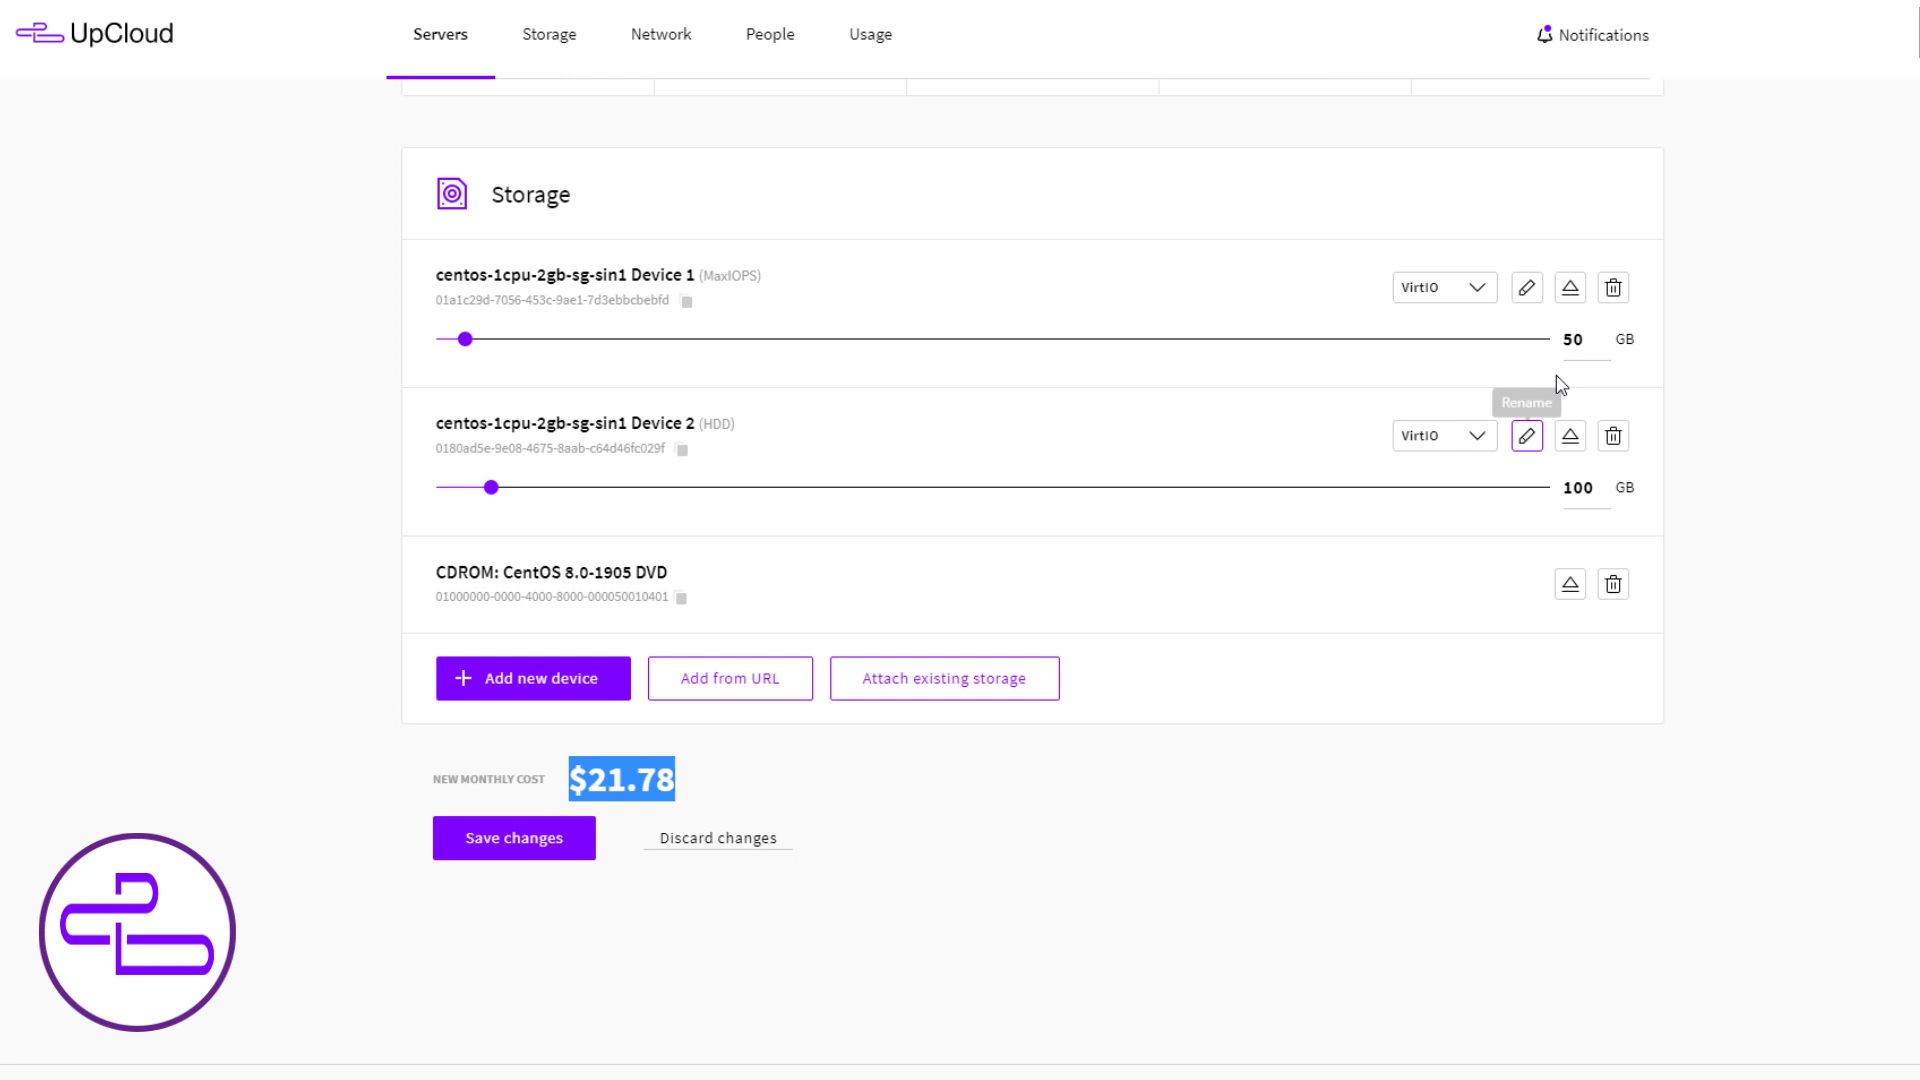 UpCloud
Servers Storage Network People Usage
Notifications
Storage
centos-1cpu-2gb-sg-sin1 Device 1 (MaxIOPS)
01a1c29d-7056-453c-9ae1-7d3ebbcbebfd
VirtIO
50 GB
Rename
centos-1cpu-2gb-sg-sin1 Device 2 (HDD)
0180ad5e-9e08-4675-8aab-c64d46fc029f
VirtIO
100 GB
CDROM: CentOS 8.0-1905 DVD
01000000-0000-4000-8000-000050010401
Add new device
Add from URL
Attach existing storage
NEW MONTHLY COST $21.78
Save changes
Discard changes